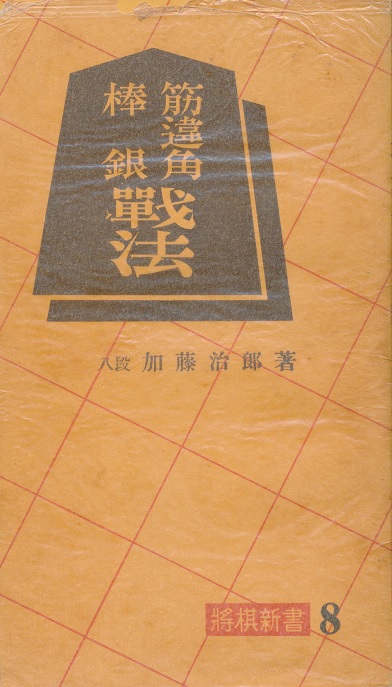 筋違角
棒銀
戰法
八段 加藤治郎著
將棋新書 8